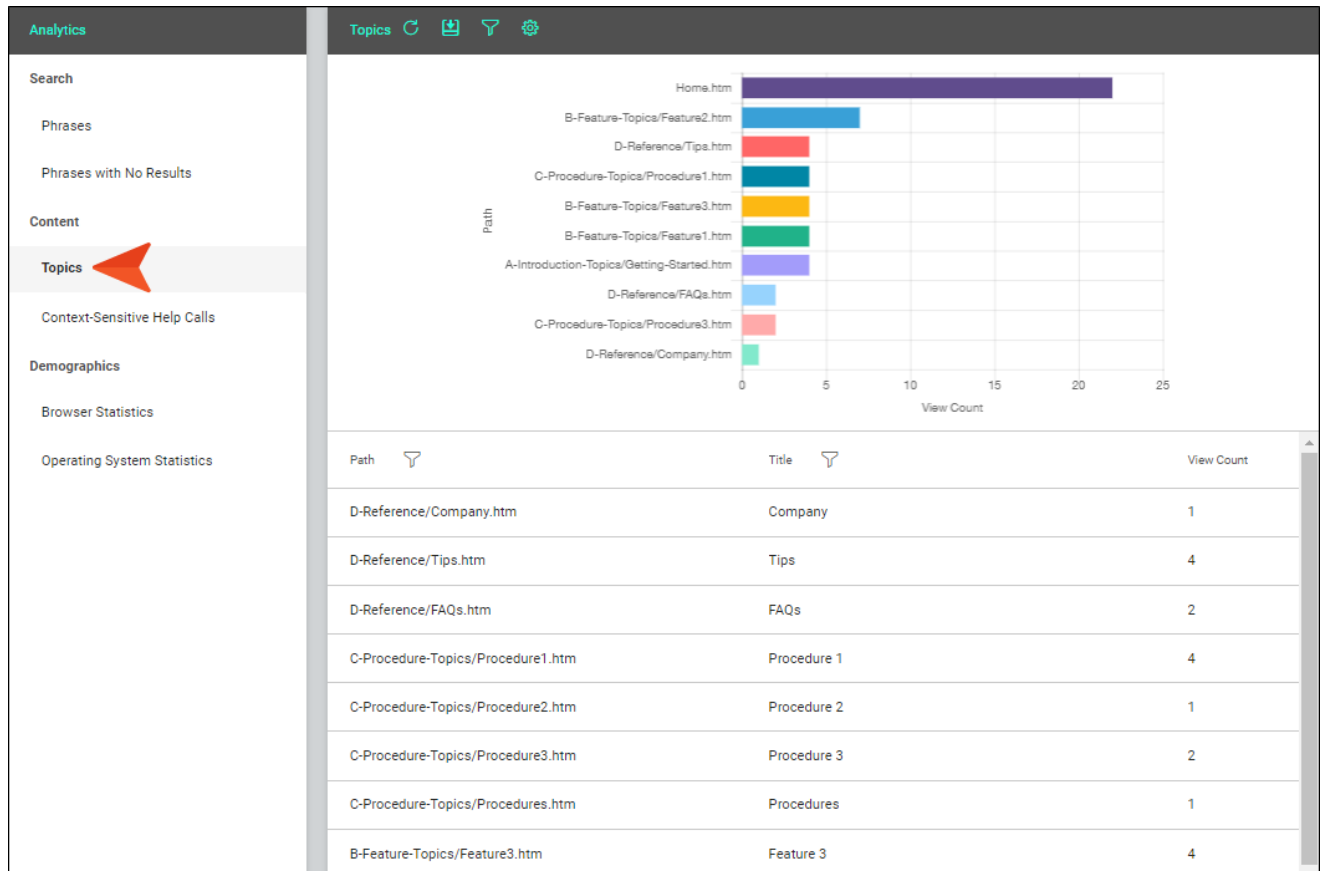 Analytics
Search
Phrases
Phrases with No Results
Content
Topics
Context-Sensitive Help Calls
Demographics
Browser Statistics
Operating System Statistics
Topics
Path
Home.htm
B-Feature-Topics/Feature2.htm
D-Reference/Tips.htm
C-Procedure-Topics/Procedure1.htm
B-Feature-Topics/Feature3.htm
B-Feature-Topics/Feature1.htm
A-Introduction-Topics/Getting-Started.htm
D-Reference/FAQs.htm
C-Procedure-Topics/Procedure3.htm
D-Reference/Company.htm
0 5 10 15 20 25
View Count
Path Title View Count
D-Reference/Company.htm Company 1
D-Reference/Tips.htm Tips 4
D-Reference/FAQs.htm FAQs 2
C-Procedure-Topics/Procedure1.htm Procedure 1 4
C-Procedure-Topics/Procedure2.htm Procedure 2 1
C-Procedure-Topics/Procedure3.htm Procedure 3 2
C-Procedure-Topics/Procedures.htm Procedures 1
B-Feature-Topics/Feature3.htm Feature 3 4